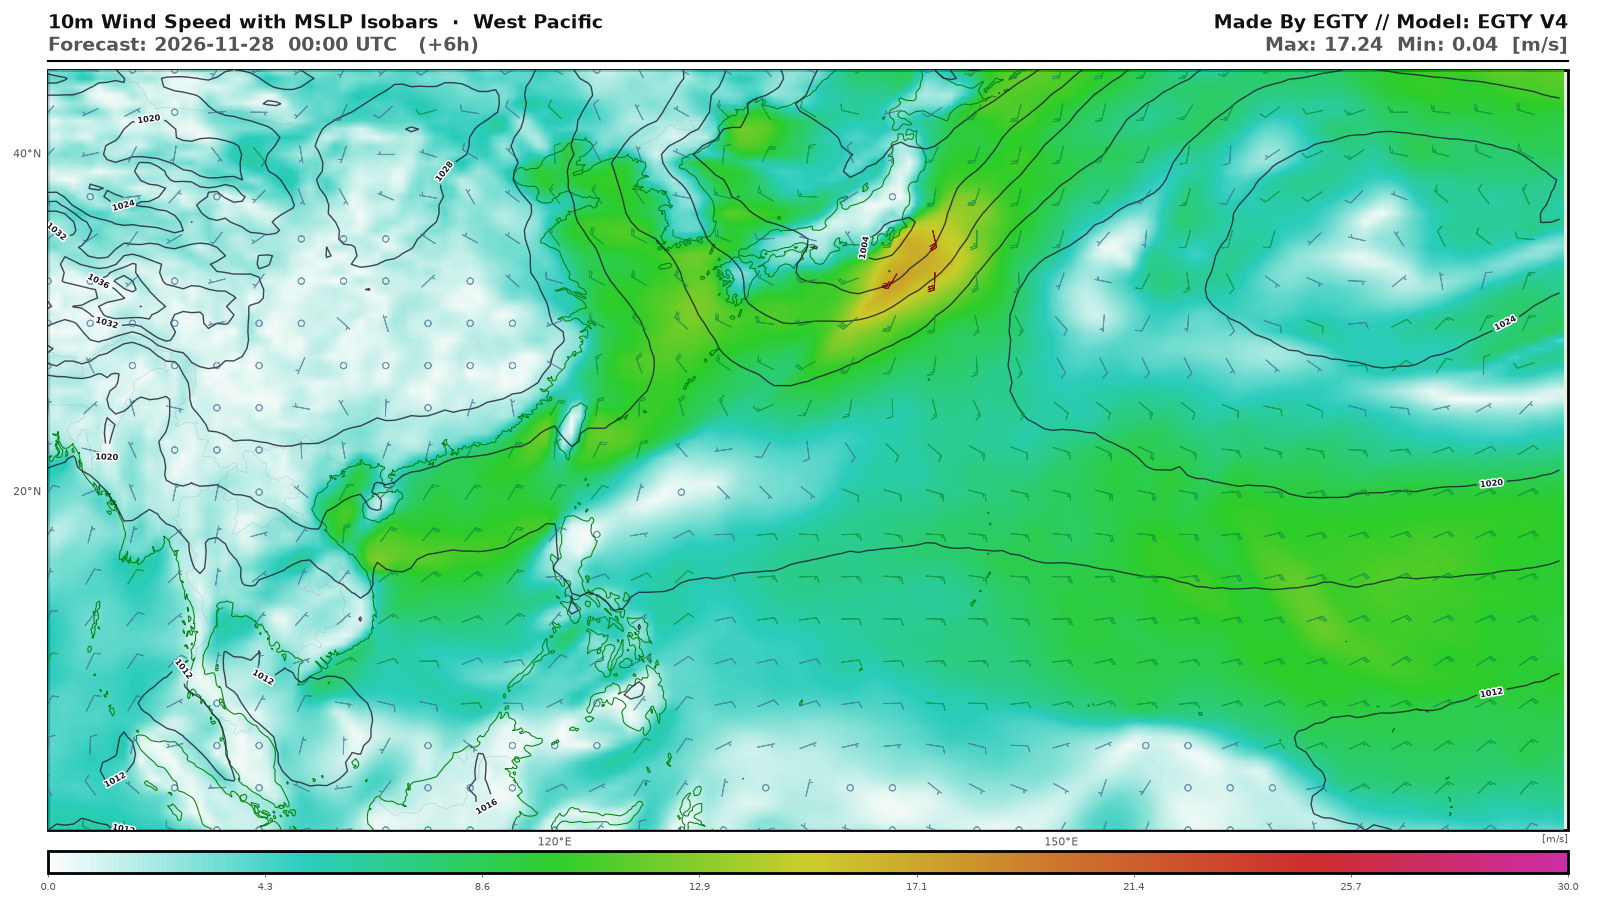 10m Wind Speed with MSLP Isobars · West Pacific
Made By EGTY // Model: EGTY V4
Forecast: 2026-11-28 00:00 UTC (+6h)
Max: 17.24 Min: 0.04 [m/s]
1020
40°N
1028
1024
1032
1004
1036
1032
1024
1020
1020
20°N
1012
1012
1012
1012
1016
1012
120°E
150°E
[m/s]
0.0
4.3
8.6
12.9
17.1
21.4
25.7
30.0